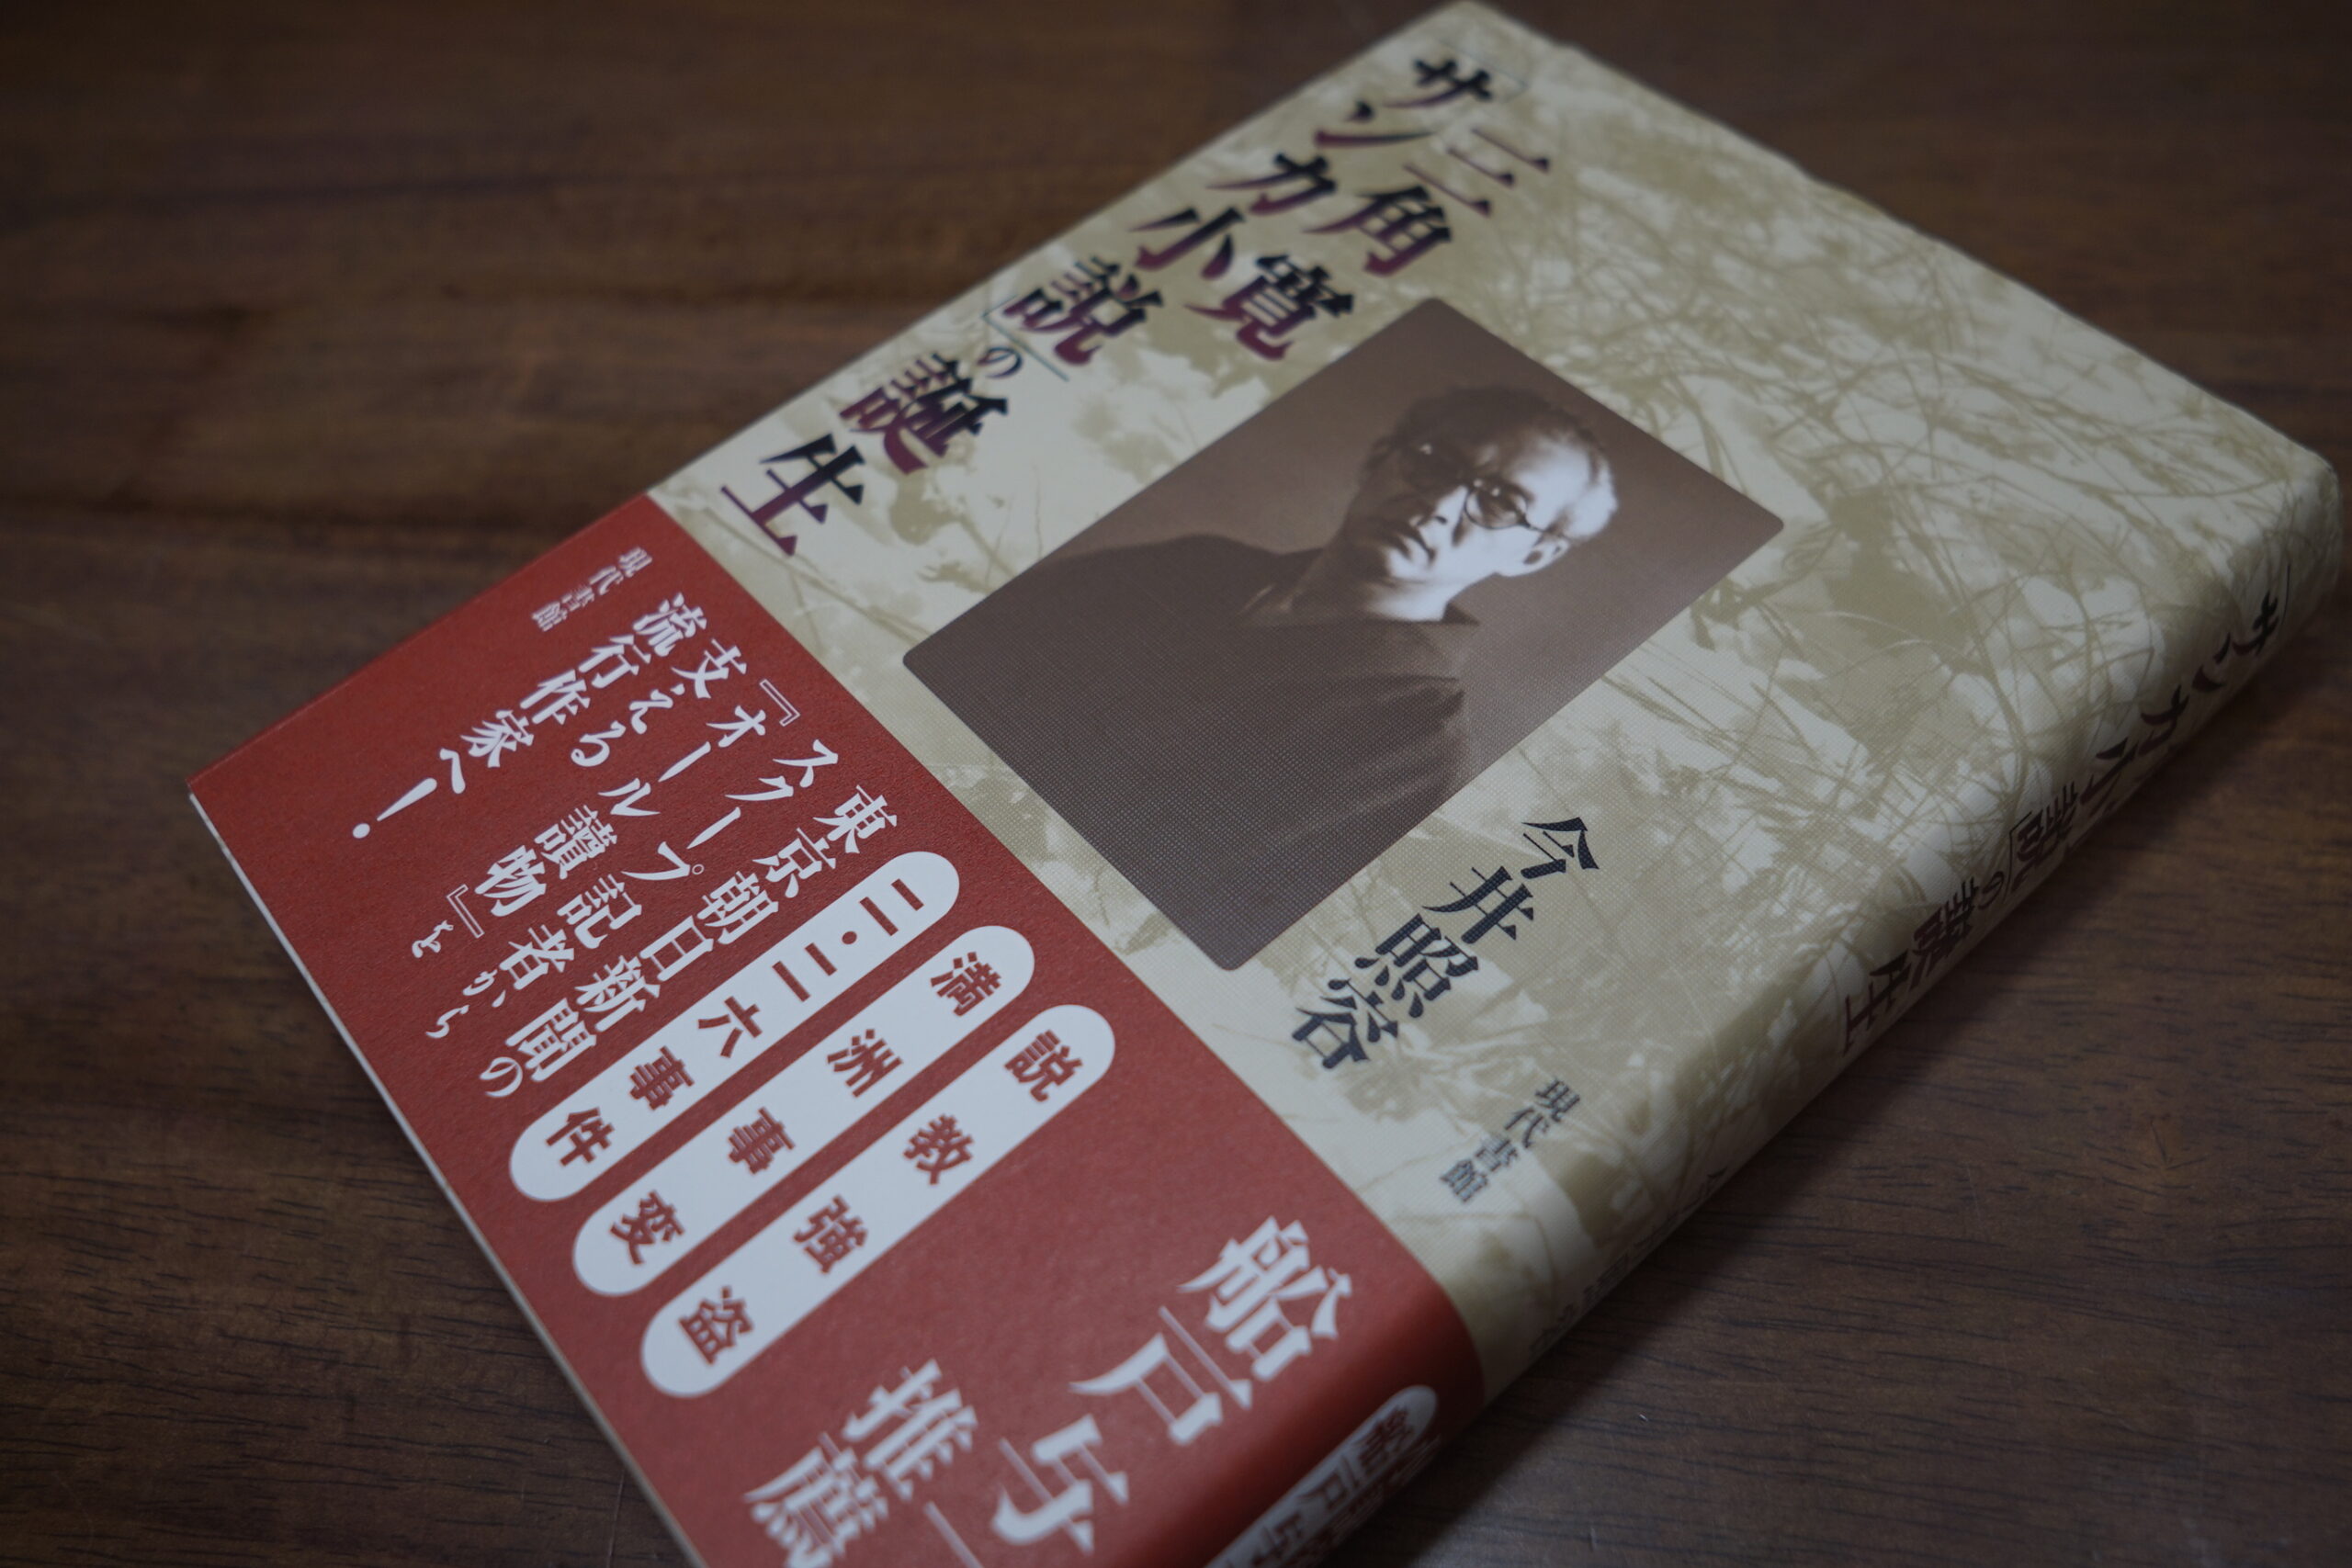 三角寛
「サンカ小説」の誕生
今井照容
現代書館
船戸与一
推薦
説教強盗
満洲事変
二・二六事件
東京朝日新聞の
スクープ記者から
『オール讀物』を
支える
流行作家へ!
現代書館
「サンカ小説」の誕生